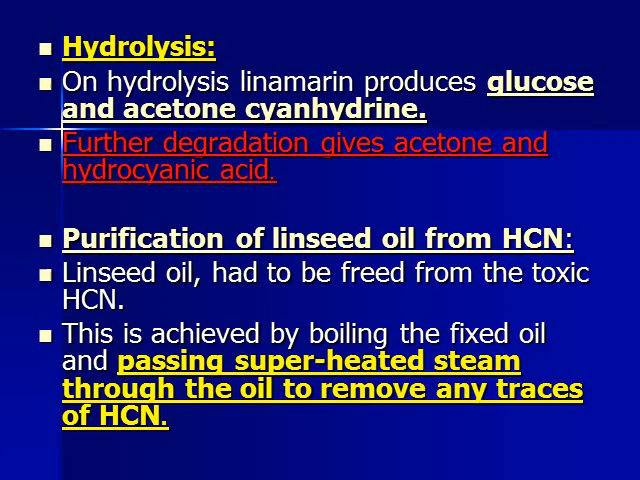 Hydrolysis:
On hydrolysis linamarin produces glucose
and acetone cyanhydrine.
Further degradation gives acetone and
hydrocyanic acid.
Purification of linseed oil from HCN:
Linseed oil, had to be freed from the toxic
HCN.
This is achieved by boiling the fixed oil
and passing super-heated steam
through the oil to remove any traces
of HCN.